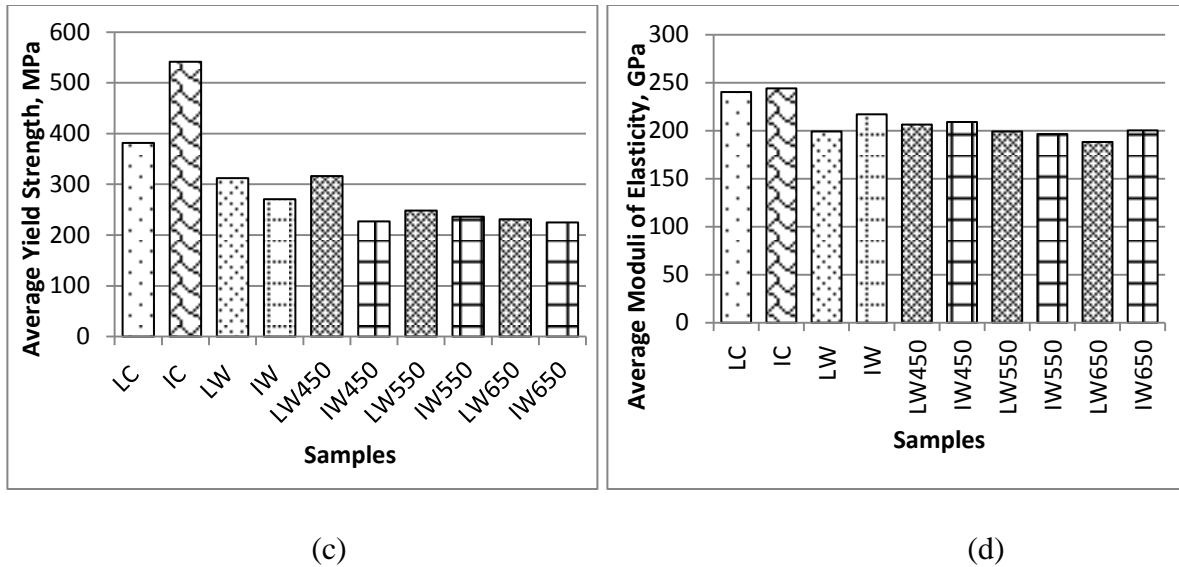 Average Yield Strength, MPa
600
500
400
300
200
100
0
LC
IC
LW
IW
LW450
IW450
LW550
IW550
LW650
IW650
Samples
(c)
Average Moduli of Elasticity, GPa
300
250
200
150
100
50
0
LC
IC
LW
IW
LW450
IW450
LW550
IW550
LW650
IW650
Samples
(d)